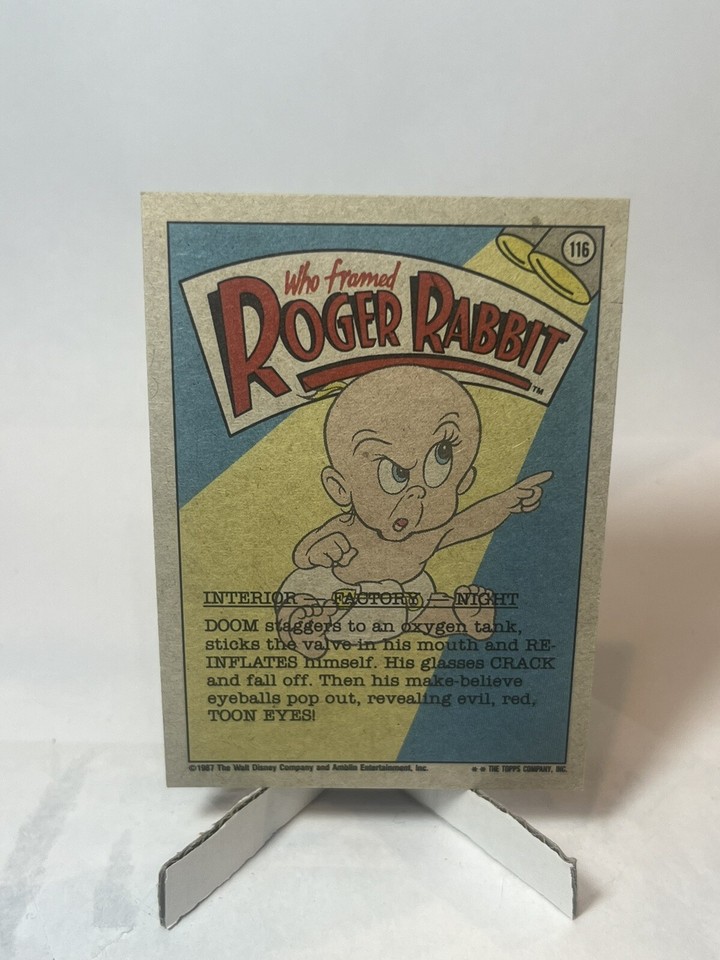 116
Who framed
ROGER RABBIT
TM
INTERIOR — FACTORY — NIGHT
DOOM staggers to an oxygen tank,
sticks the valve in his mouth and RE-
INFLATES himself. His glasses CRACK
and fall off. Then his make-believe
eyeballs pop out, revealing evil, red,
TOON EYES!
©1987 The Walt Disney Company and Amblin Entertainment, Inc.
* * THE TOPPS COMPANY, INC.